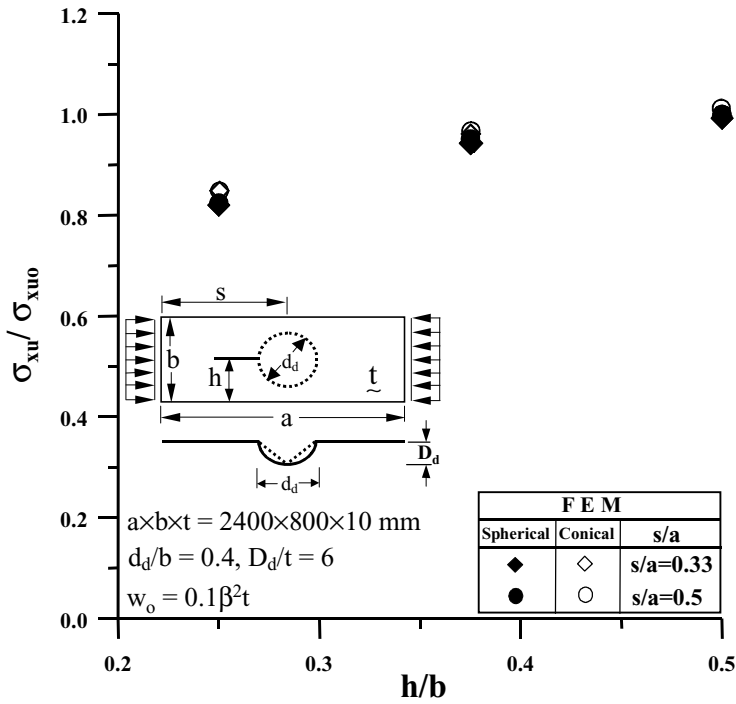 1.2
1.0
0.8
0.6
0.4
0.2
0.0
σxu/ σxuo
s
b
h
dd
t
a
Dd
dd
a×b×t = 2400×800×10 mm
dd/b = 0.4, Dd/t = 6
wo = 0.1β²t
F E M
Spherical Conical s/a
s/a=0.33
s/a=0.5
0.2 0.3 0.4 0.5
h/b